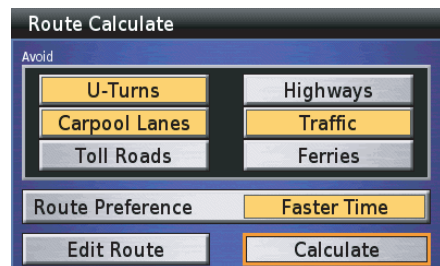 Route Calculate
Avoid
U-Turns Highways
Carpool Lanes Traffic
Toll Roads Ferries
Route Preference Faster Time
Edit Route Calculate